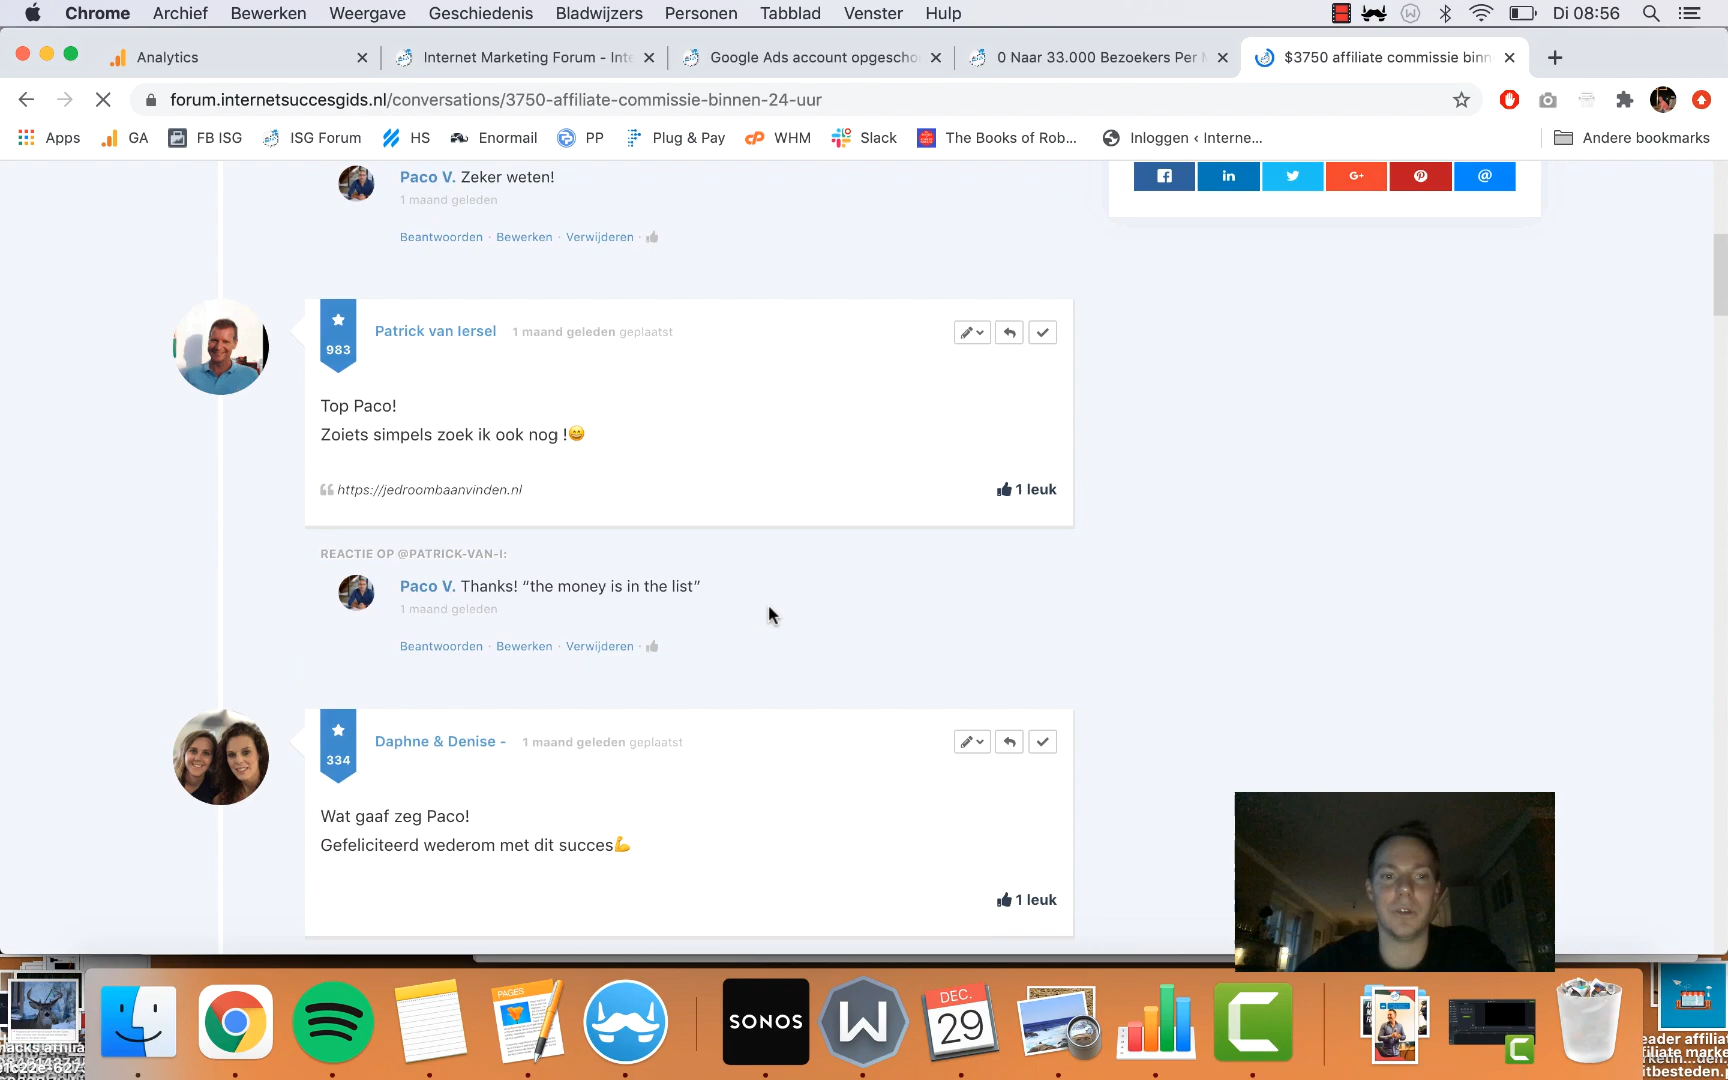 Chrome Archief Bewerken Weergave Geschiedenis Bladwijzers Personen Tabblad Venster Hulp Di 08:56
Analytics
Internet Marketing Forum - Inte
Google Ads account opgescho
0 Naar 33.000 Bezoekers Per M
$3750 affiliate commissie binn
forum.internetsuccesgids.nl/conversations/3750-affiliate-commissie-binnen-24-uur
Apps GA FB ISG ISG Forum HS Enormail PP Plug & Pay WHM Slack The Books of Rob... Inloggen ‹ Interne... Andere bookmarks
Paco V. Zeker weten!
1 maand geleden
Beantwoorden · Bewerken · Verwijderen ·
983
Patrick van Iersel 1 maand geleden geplaatst
Top Paco!
Zoiets simpels zoek ik ook nog !😄
https://jedroombaanvinden.nl
1 leuk
REACTIE OP @PATRICK-VAN-I:
Paco V. Thanks! “the money is in the list”
1 maand geleden
Beantwoorden · Bewerken · Verwijderen ·
334
Daphne & Denise - 1 maand geleden geplaatst
Wat gaaf zeg Paco!
Gefeliciteerd wederom met dit succes💪
1 leuk
PAGES
SONOS
DEC.
29